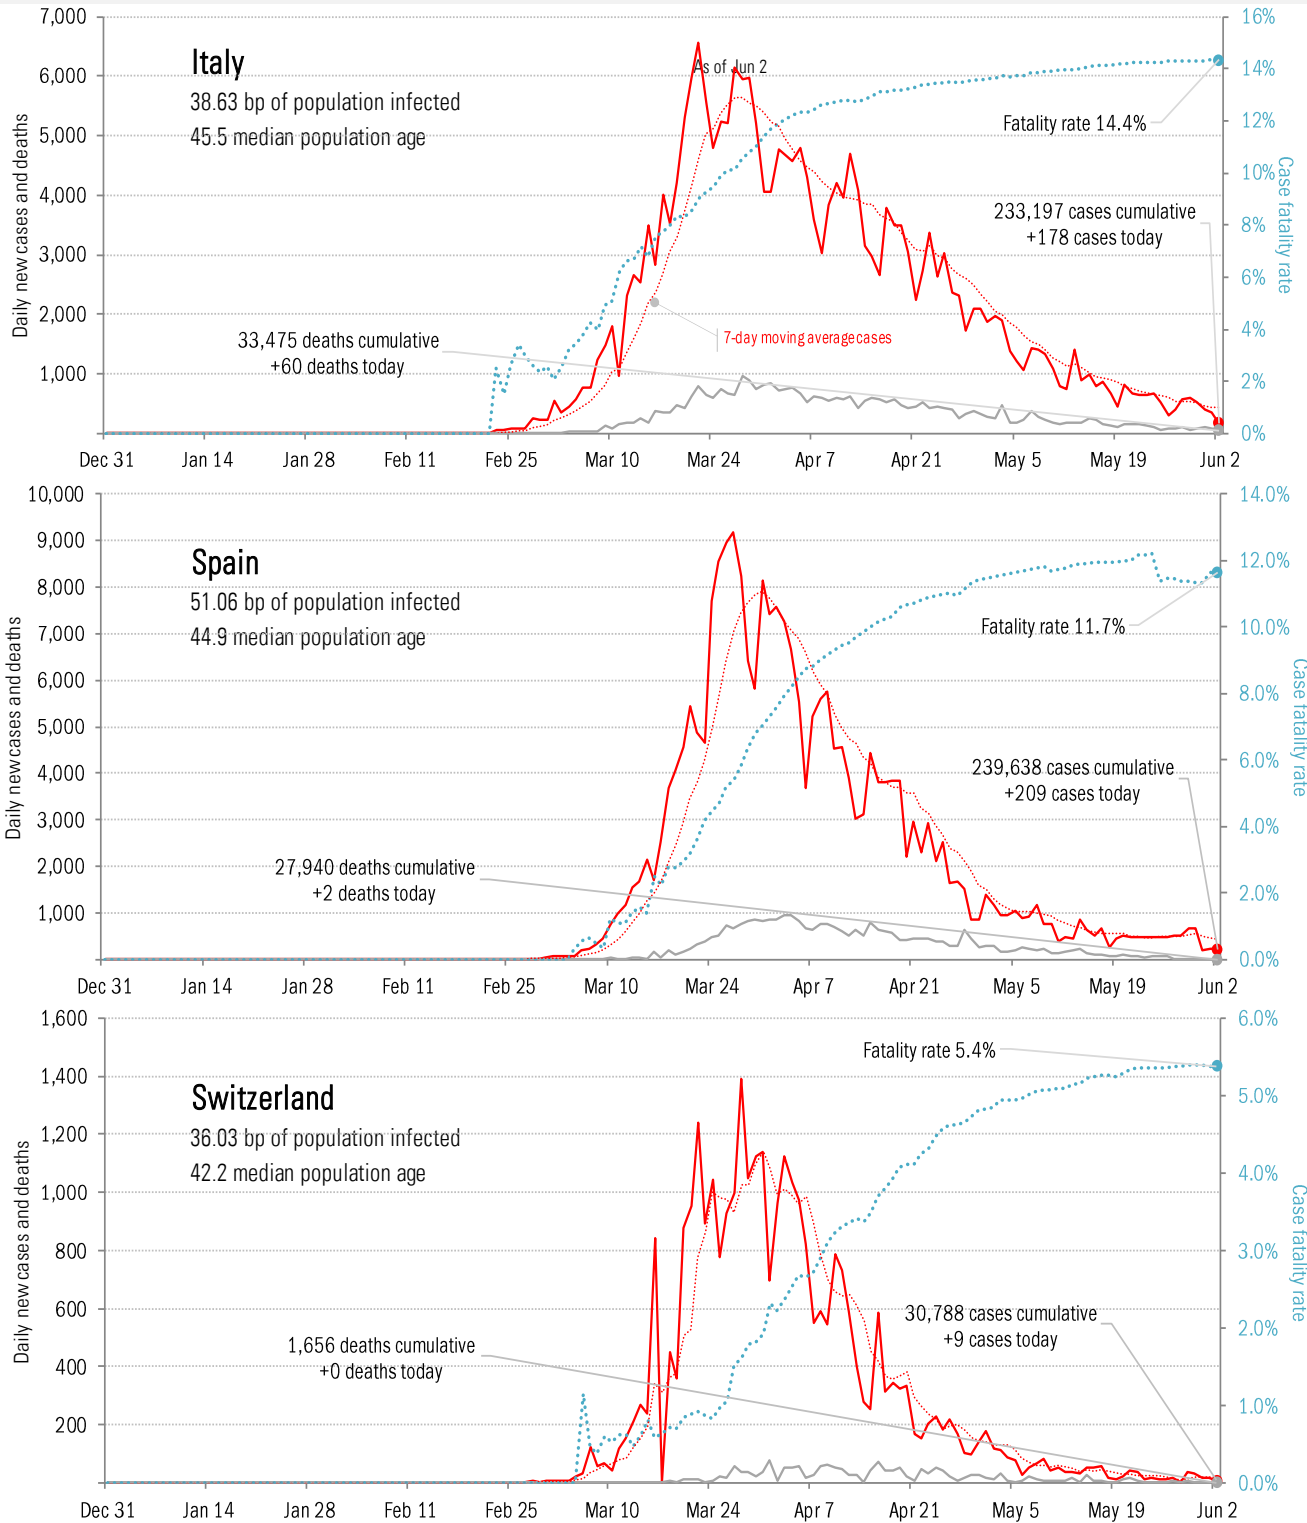 7,000
6,000
5,000
4,000
3,000
2,000
1,000
Daily new cases and deaths
Italy
38.63 bp of population infected
45.5 median population age
As of Jun 2
Fatality rate 14.4%
233,197 cases cumulative
+178 cases today
33,475 deaths cumulative
+60 deaths today
7-day moving average cases
16%
14%
12%
10%
8%
6%
4%
2%
0%
Case fatality rate
Dec 31 Jan 14 Jan 28 Feb 11 Feb 25 Mar 10 Mar 24 Apr 7 Apr 21 May 5 May 19 Jun 2
10,000
9,000
8,000
7,000
6,000
5,000
4,000
3,000
2,000
1,000
Daily new cases and deaths
Spain
51.06 bp of population infected
44.9 median population age
Fatality rate 11.7%
239,638 cases cumulative
+209 cases today
27,940 deaths cumulative
+2 deaths today
14.0%
12.0%
10.0%
8.0%
6.0%
4.0%
2.0%
0.0%
Case fatality rate
Dec 31 Jan 14 Jan 28 Feb 11 Feb 25 Mar 10 Mar 24 Apr 7 Apr 21 May 5 May 19 Jun 2
1,600
1,400
1,200
1,000
800
600
400
200
Daily new cases and deaths
Switzerland
36.03 bp of population infected
42.2 median population age
Fatality rate 5.4%
30,788 cases cumulative
+9 cases today
1,656 deaths cumulative
+0 deaths today
6.0%
5.0%
4.0%
3.0%
2.0%
1.0%
0.0%
Case fatality rate
Dec 31 Jan 14 Jan 28 Feb 11 Feb 25 Mar 10 Mar 24 Apr 7 Apr 21 May 5 May 19 Jun 2